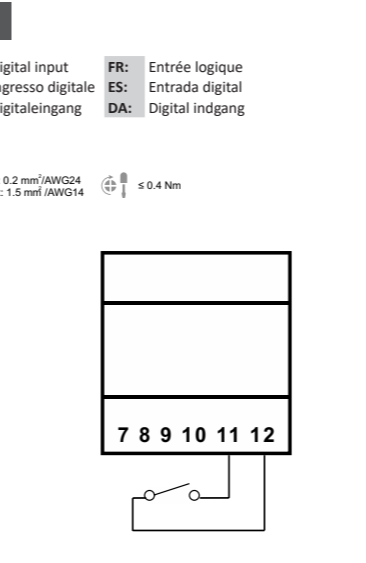 igital input FR: Entrée logique
gresso digitale ES: Entrada digital
igitaleingang DA: Digital indgang
0.2 mm²/AWG24
: 1.5 mm² /AWG14
≤ 0.4 Nm
7 8 9 10 11 12